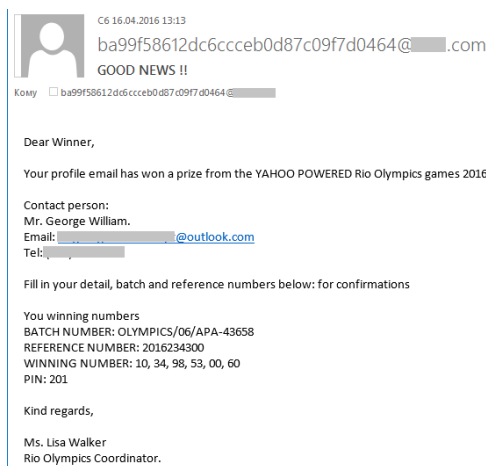 Сб 16.04.2016 13:13
ba99f58612dc6ccceb0d87c09f7d0464@ .com
GOOD NEWS !!
Кому ba99f58612dc6ccceb0d87c09f7d0464@
Dear Winner,
Your profile email has won a prize from the YAHOO POWERED Rio Olympics games 2016
Contact person:
Mr. George William.
Email: @outlook.com
Tel:
Fill in your detail, batch and reference numbers below: for confirmations
You winning numbers
BATCH NUMBER: OLYMPICS/06/APA-43658
REFERENCE NUMBER: 2016234300
WINNING NUMBER: 10, 34, 98, 53, 00, 60
PIN: 201
Kind regards,
Ms. Lisa Walker
Rio Olympics Coordinator.